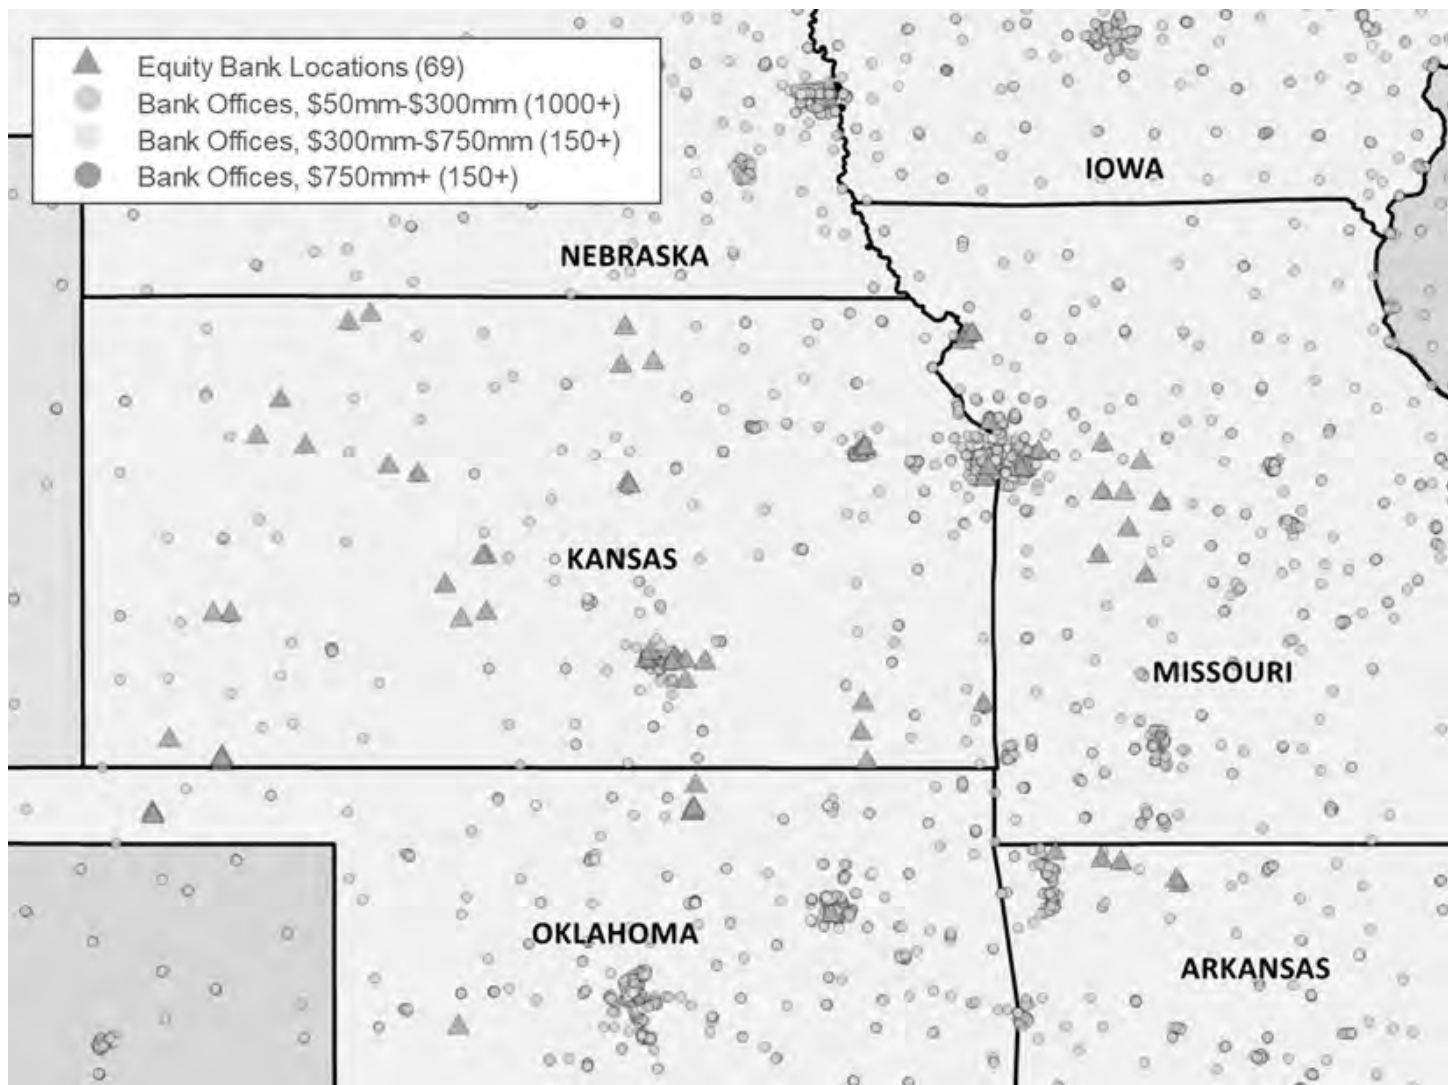 Equity Bank Locations (69)
Bank Offices, $50mm-$300mm (1000+)
Bank Offices, $300mm-$750mm (150+)
Bank Offices, $750mm+ (150+)
IOWA
NEBRASKA
KANSAS
MISSOURI
OKLAHOMA
ARKANSAS